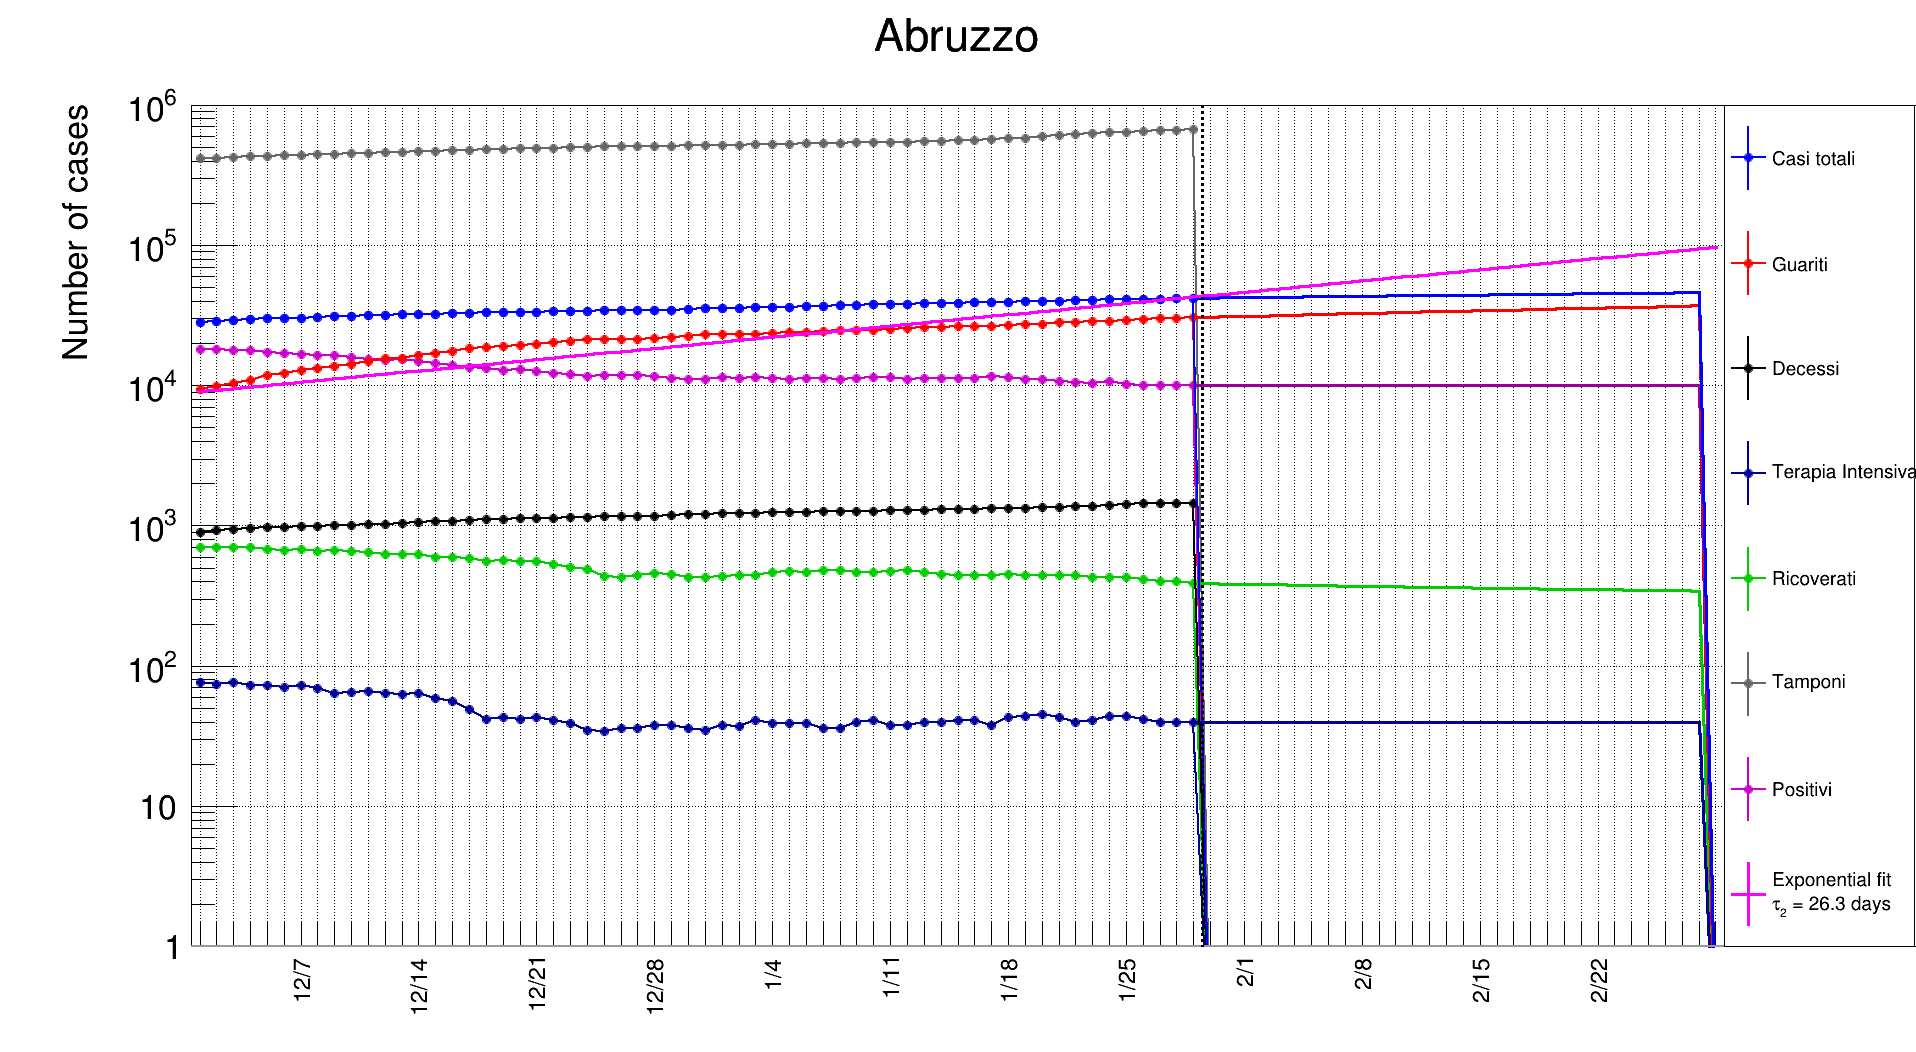 Abruzzo
Number of cases
10^6
10^5
10^4
10^3
10^2
10
1
12/7
12/14
12/21
12/28
1/4
1/11
1/18
1/25
2/1
2/8
2/15
2/22
Casi totali
Guariti
Decessi
Terapia Intensiva
Ricoverati
Tamponi
Positivi
Exponential fit
τ_2 = 26.3 days